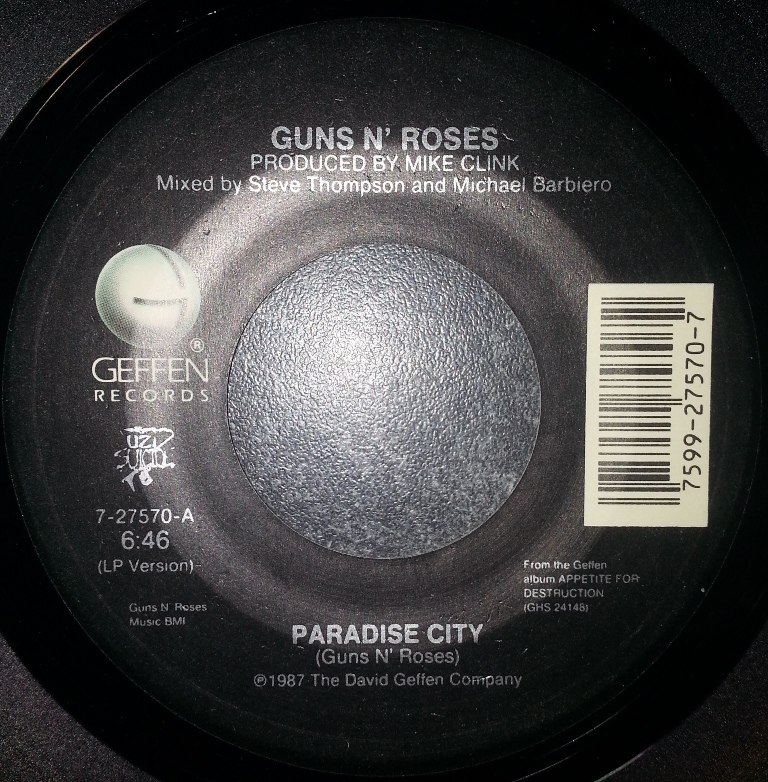 GUNS N' ROSES
PRODUCED BY MIKE CLINK
Mixed by Steve Thompson and Michael Barbiero
GEFFEN®
RECORDS
UZI
SUICIDE
7-27570-A
6:46
(LP Version)
Guns N' Roses
Music BMI
7599-27570-7
From the Geffen
album APPETITE FOR
DESTRUCTION
(GHS 24148)
PARADISE CITY
(Guns N' Roses)
℗1987 The David Geffen Company